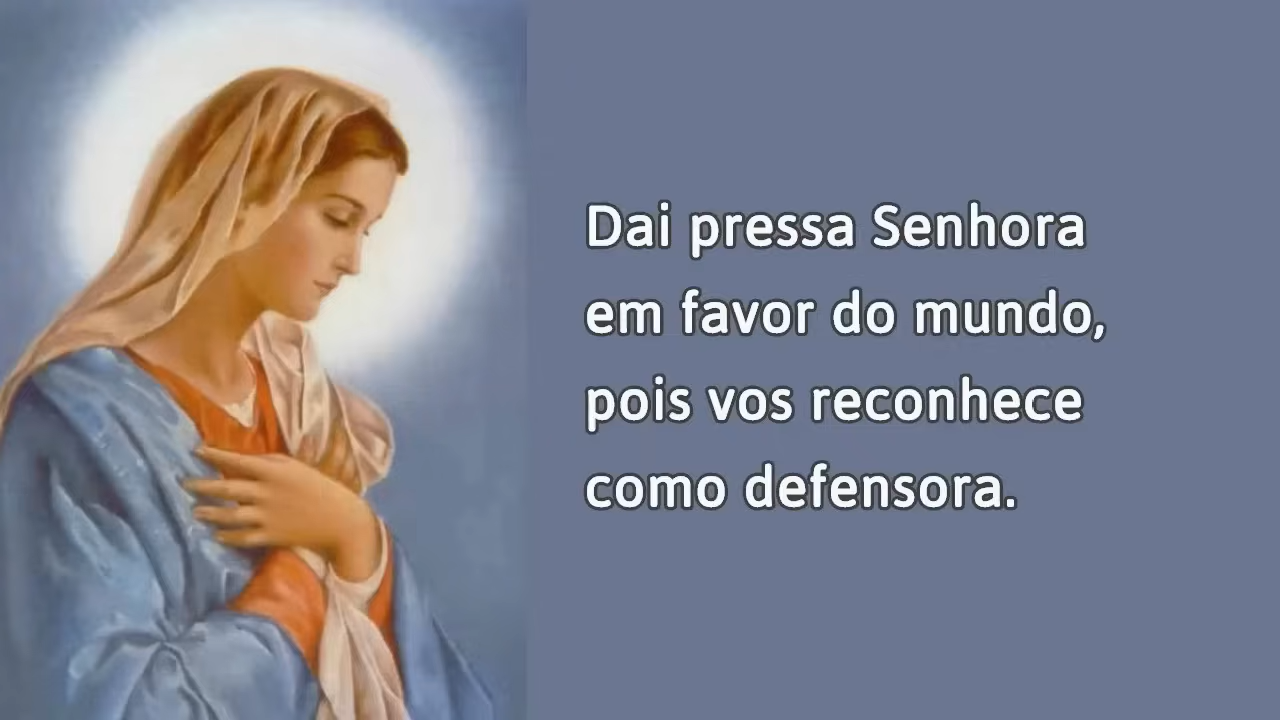 Dai pressa Senhora
em favor do mundo,
pois vos reconhece
como defensora.